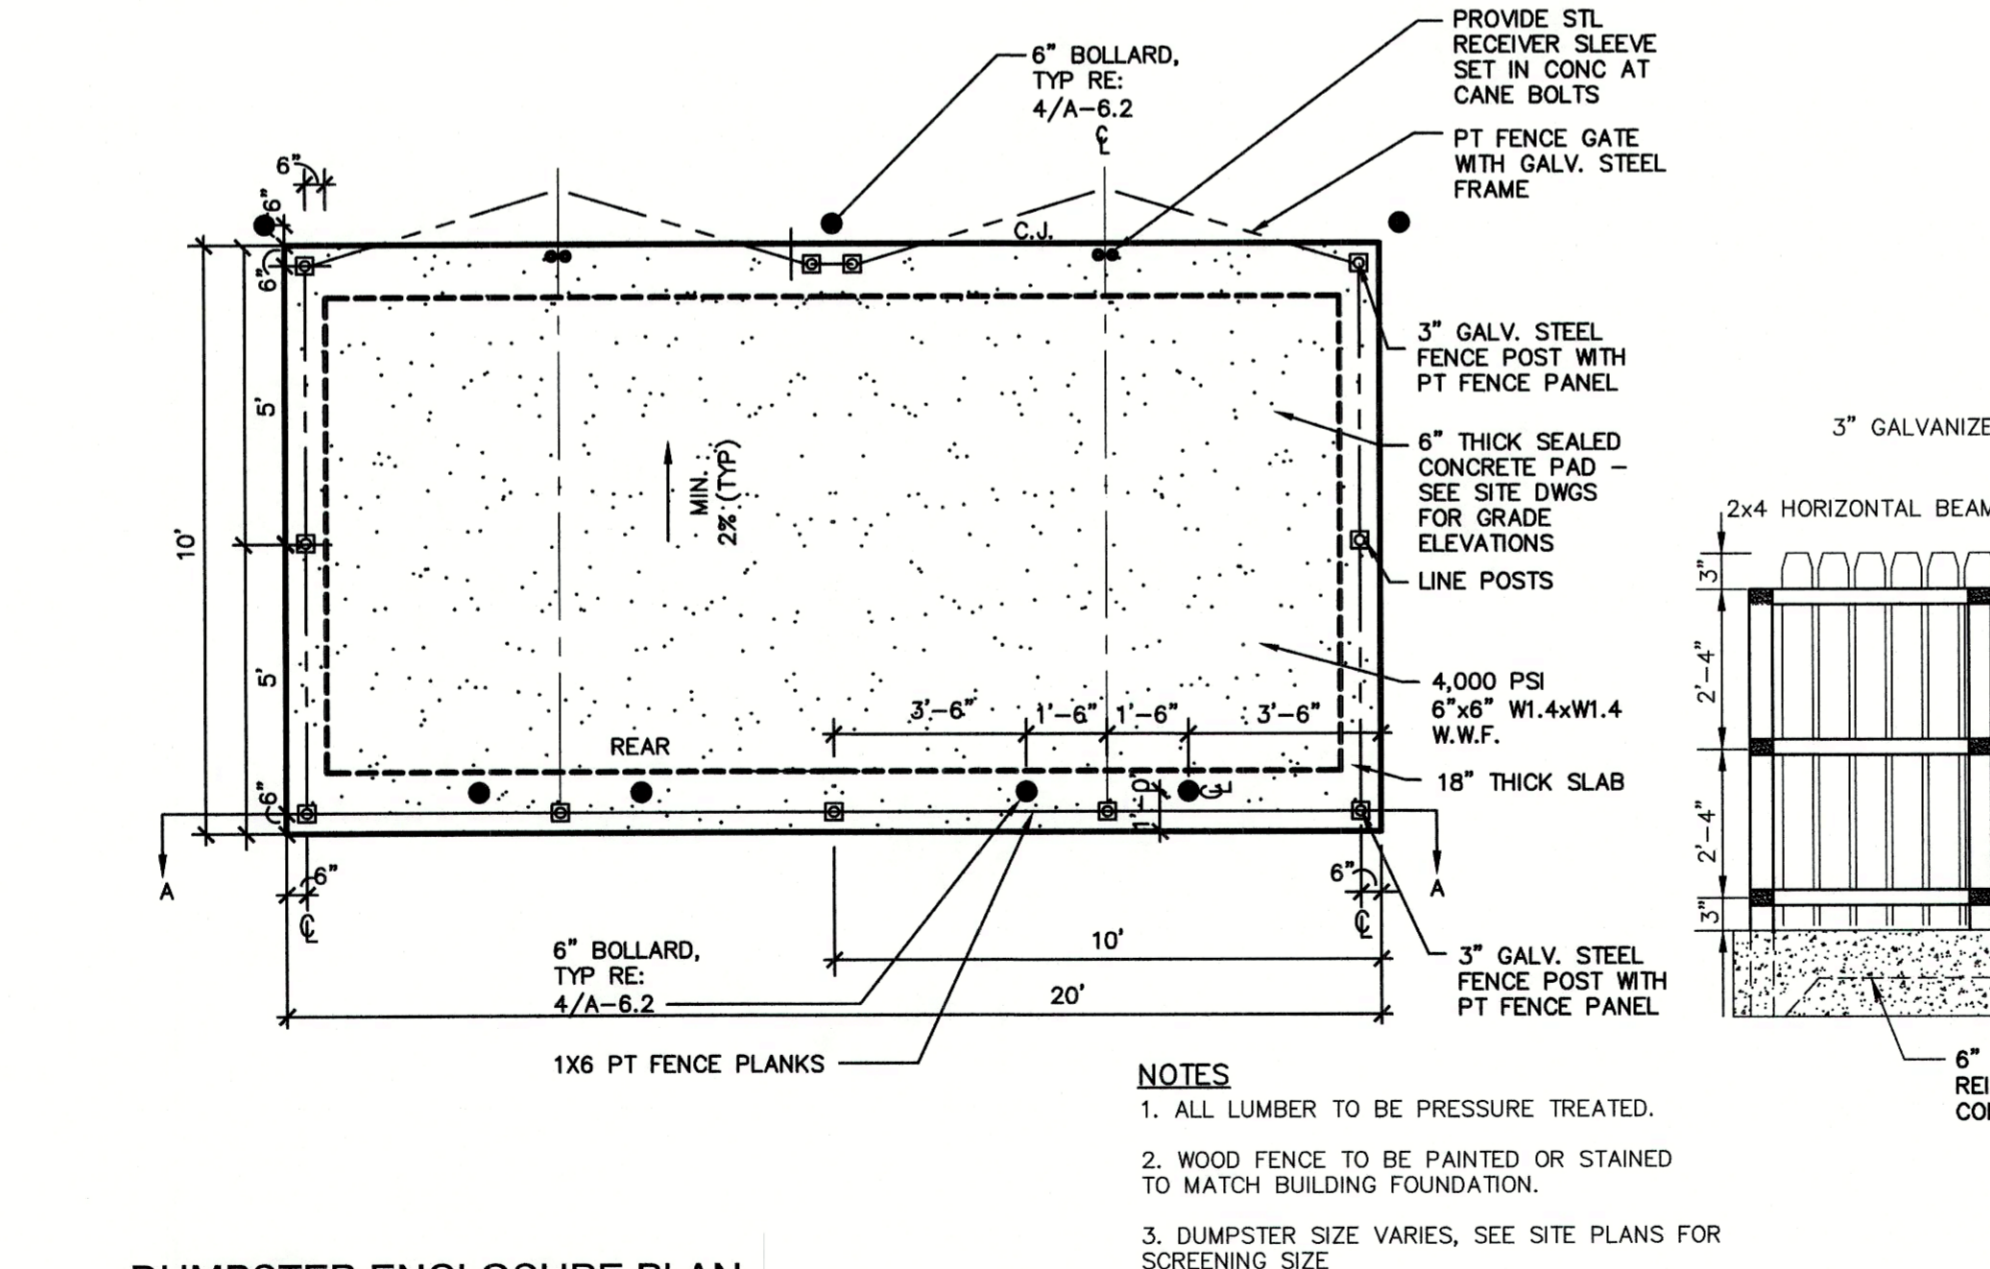 PROVIDE STL
RECEIVER SLEEVE
SET IN CONC AT
CANE BOLTS
6" BOLLARD,
TYP RE:
4/A-6.2
℄
PT FENCE GATE
WITH GALV. STEEL
FRAME
6"
6"
C.J.
6"
3" GALV. STEEL
FENCE POST WITH
PT FENCE PANEL
5'
6" THICK SEALED
CONCRETE PAD –
SEE SITE DWGS
FOR GRADE
ELEVATIONS
MIN.
2% (TYP)
10'
LINE POSTS
5'
4,000 PSI
6"x6" W1.4xW1.4
W.W.F.
3'-6"
1'-6"
1'-6"
3'-6"
REAR
18" THICK SLAB
6"
1'-0"
℄
A
6"
℄
6"
℄
A
10'
6" BOLLARD,
TYP RE:
4/A-6.2
20'
3" GALV. STEEL
FENCE POST WITH
PT FENCE PANEL
1X6 PT FENCE PLANKS
3" GALVANIZE
2x4 HORIZONTAL BEAM
3"
2'-4"
2'-4"
3"
6"
REI
NOTES
1. ALL LUMBER TO BE PRESSURE TREATED.
2. WOOD FENCE TO BE PAINTED OR STAINED
TO MATCH BUILDING FOUNDATION.
3. DUMPSTER SIZE VARIES, SEE SITE PLANS FOR
SCREENING SIZE
DUMPSTER ENCLOSURE PLAN